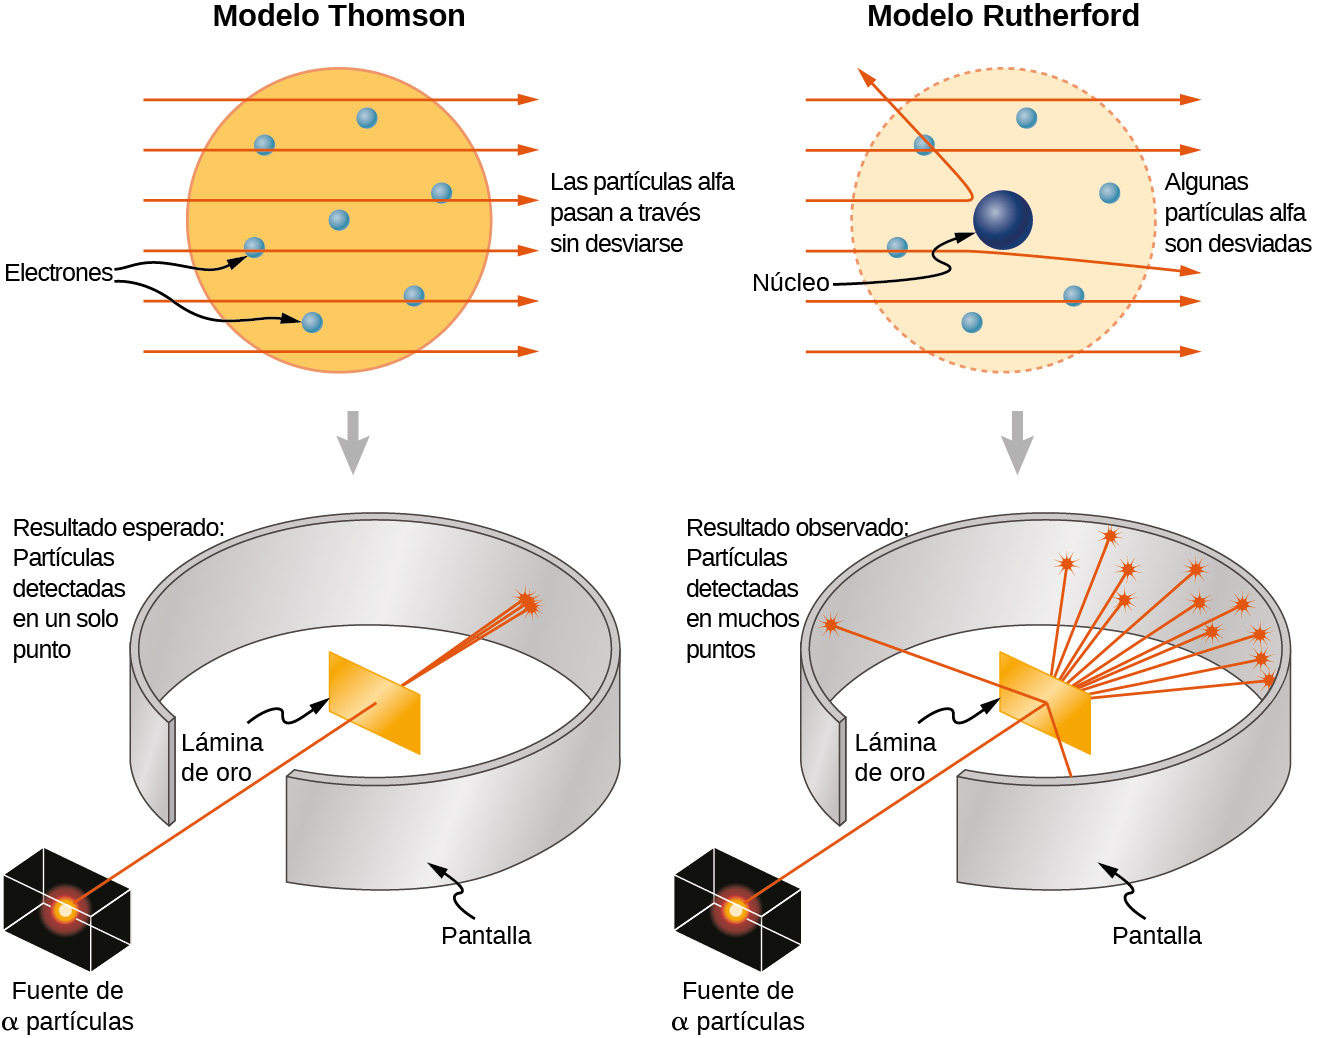 Modelo Thomson
Electrones
Las partículas alfa
pasan a través
sin desviarse
Resultado esperado:
Partículas
detectadas
en un solo
punto
Lámina
de oro
Pantalla
Fuente de
α partículas
Modelo Rutherford
Algunas
partículas alfa
son desviadas
Núcleo
Resultado observado:
Partículas
detectadas
en muchos
puntos
Lámina
de oro
Pantalla
Fuente de
α partículas